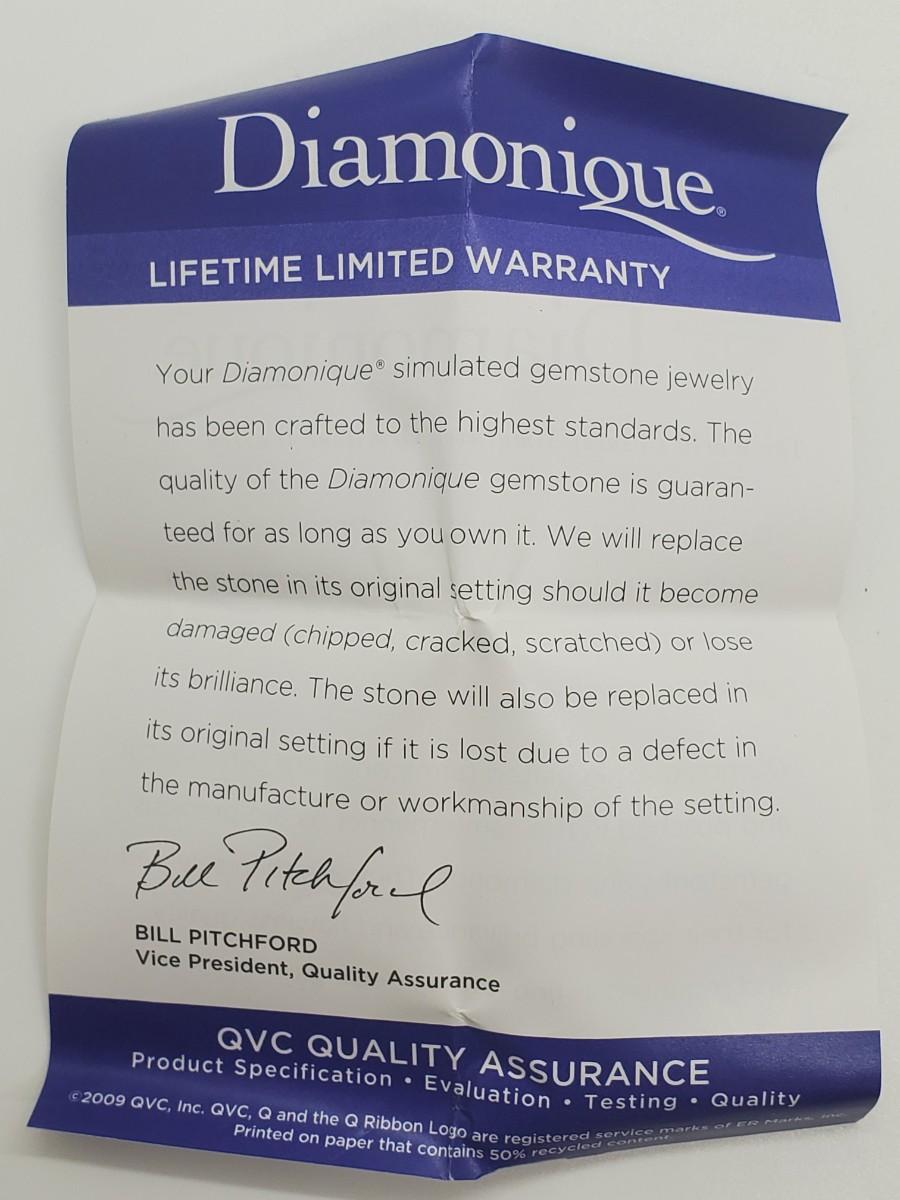 Diamonique®
LIFETIME LIMITED WARRANTY
Your Diamonique® simulated gemstone jewelry
has been crafted to the highest standards. The
quality of the Diamonique gemstone is guaran-
teed for as long as you own it. We will replace
the stone in its original setting should it become
damaged (chipped, cracked, scratched) or lose
its brilliance. The stone will also be replaced in
its original setting if it is lost due to a defect in
the manufacture or workmanship of the setting.
Bill Pitchford
BILL PITCHFORD
Vice President, Quality Assurance
QVC QUALITY ASSURANCE
Product Specification • Evaluation • Testing • Quality
©2009 QVC, Inc. QVC, Q and the Q Ribbon Logo are registered service marks of ER Marks, Inc.
Printed on paper that contains 50% recycled content.